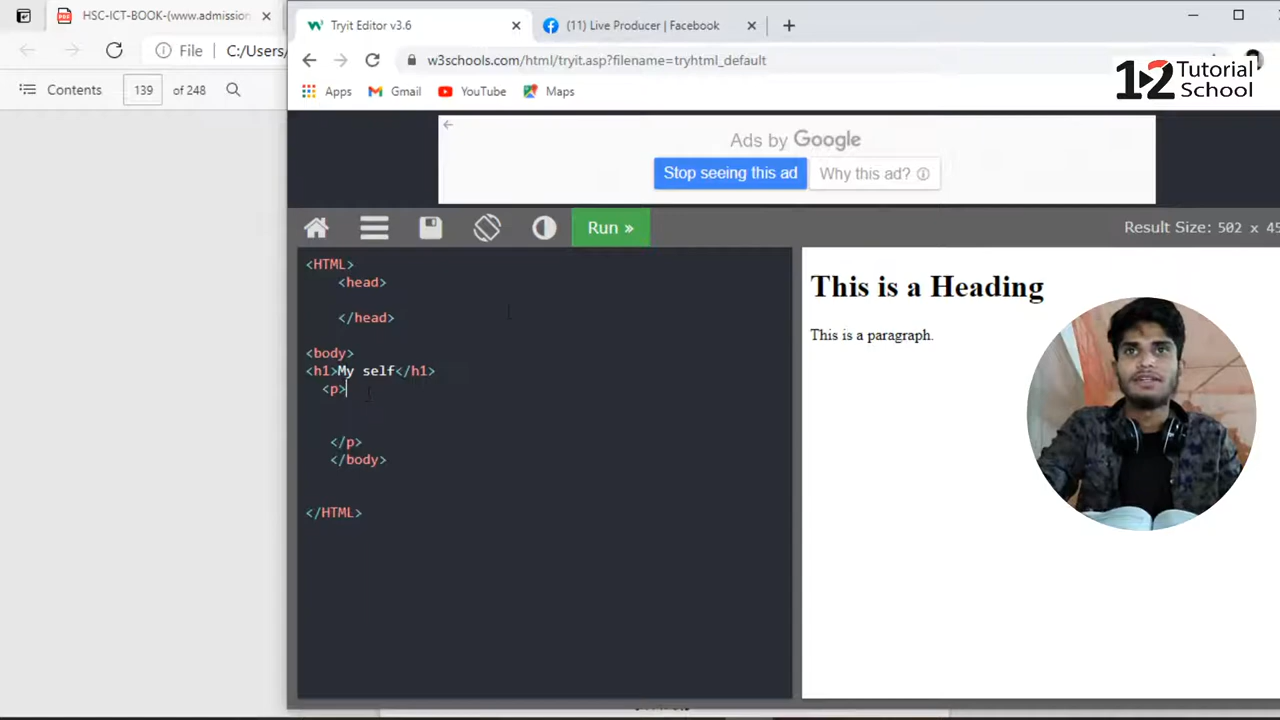 HSC-ICT-BOOK-(www.admission
Tryit Editor v3.6
(11) Live Producer | Facebook
File
C:/Users/
w3schools.com/html/tryit.asp?filename=tryhtml_default
Contents
139
of 248
Apps
Gmail
YouTube
Maps
12 Tutorial
School
Ads by Google
Stop seeing this ad
Why this ad?
Run »
Result Size: 502 x 45
<HTML>
<head>
</head>
<body>
<h1>My self</h1>
<p>
</p>
</body>
</HTML>
This is a Heading
This is a paragraph.